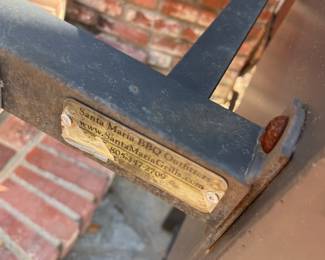 Santa Maria BBQ Outfitters
www.SantaMariaGrills.com